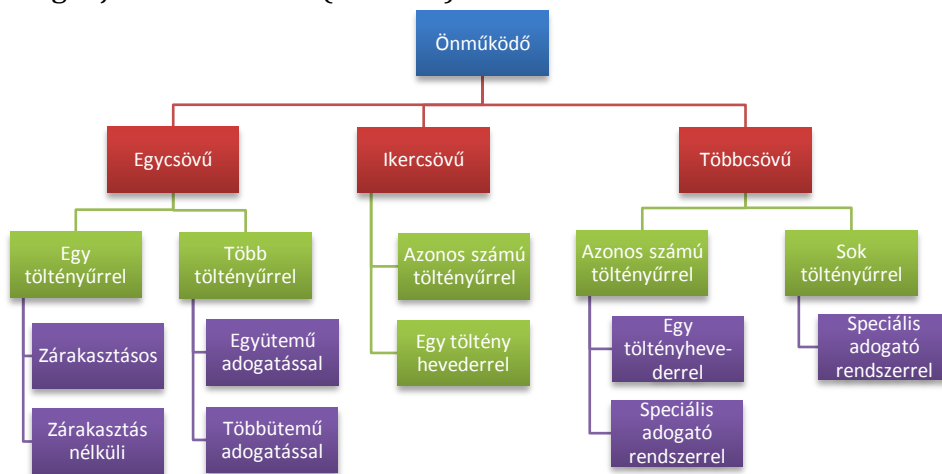 Önműködő
Egycsövű
Ikercsövű
Többcsövű
Egy
töltényűrrel
Több
töltényűrrel
Azonos számú
töltényűrrel
Azonos számú
töltényűrrel
Sok
töltényűrrel
Zárakasztásos
Együtemű
adogatással
Egy töltény
hevederrel
Egy
töltényheve-
derrel
Speciális
adogató
rendszerrel
Zárakasztás
nélküli
Többütemű
adogatással
Speciális
adogató
rendszerrel